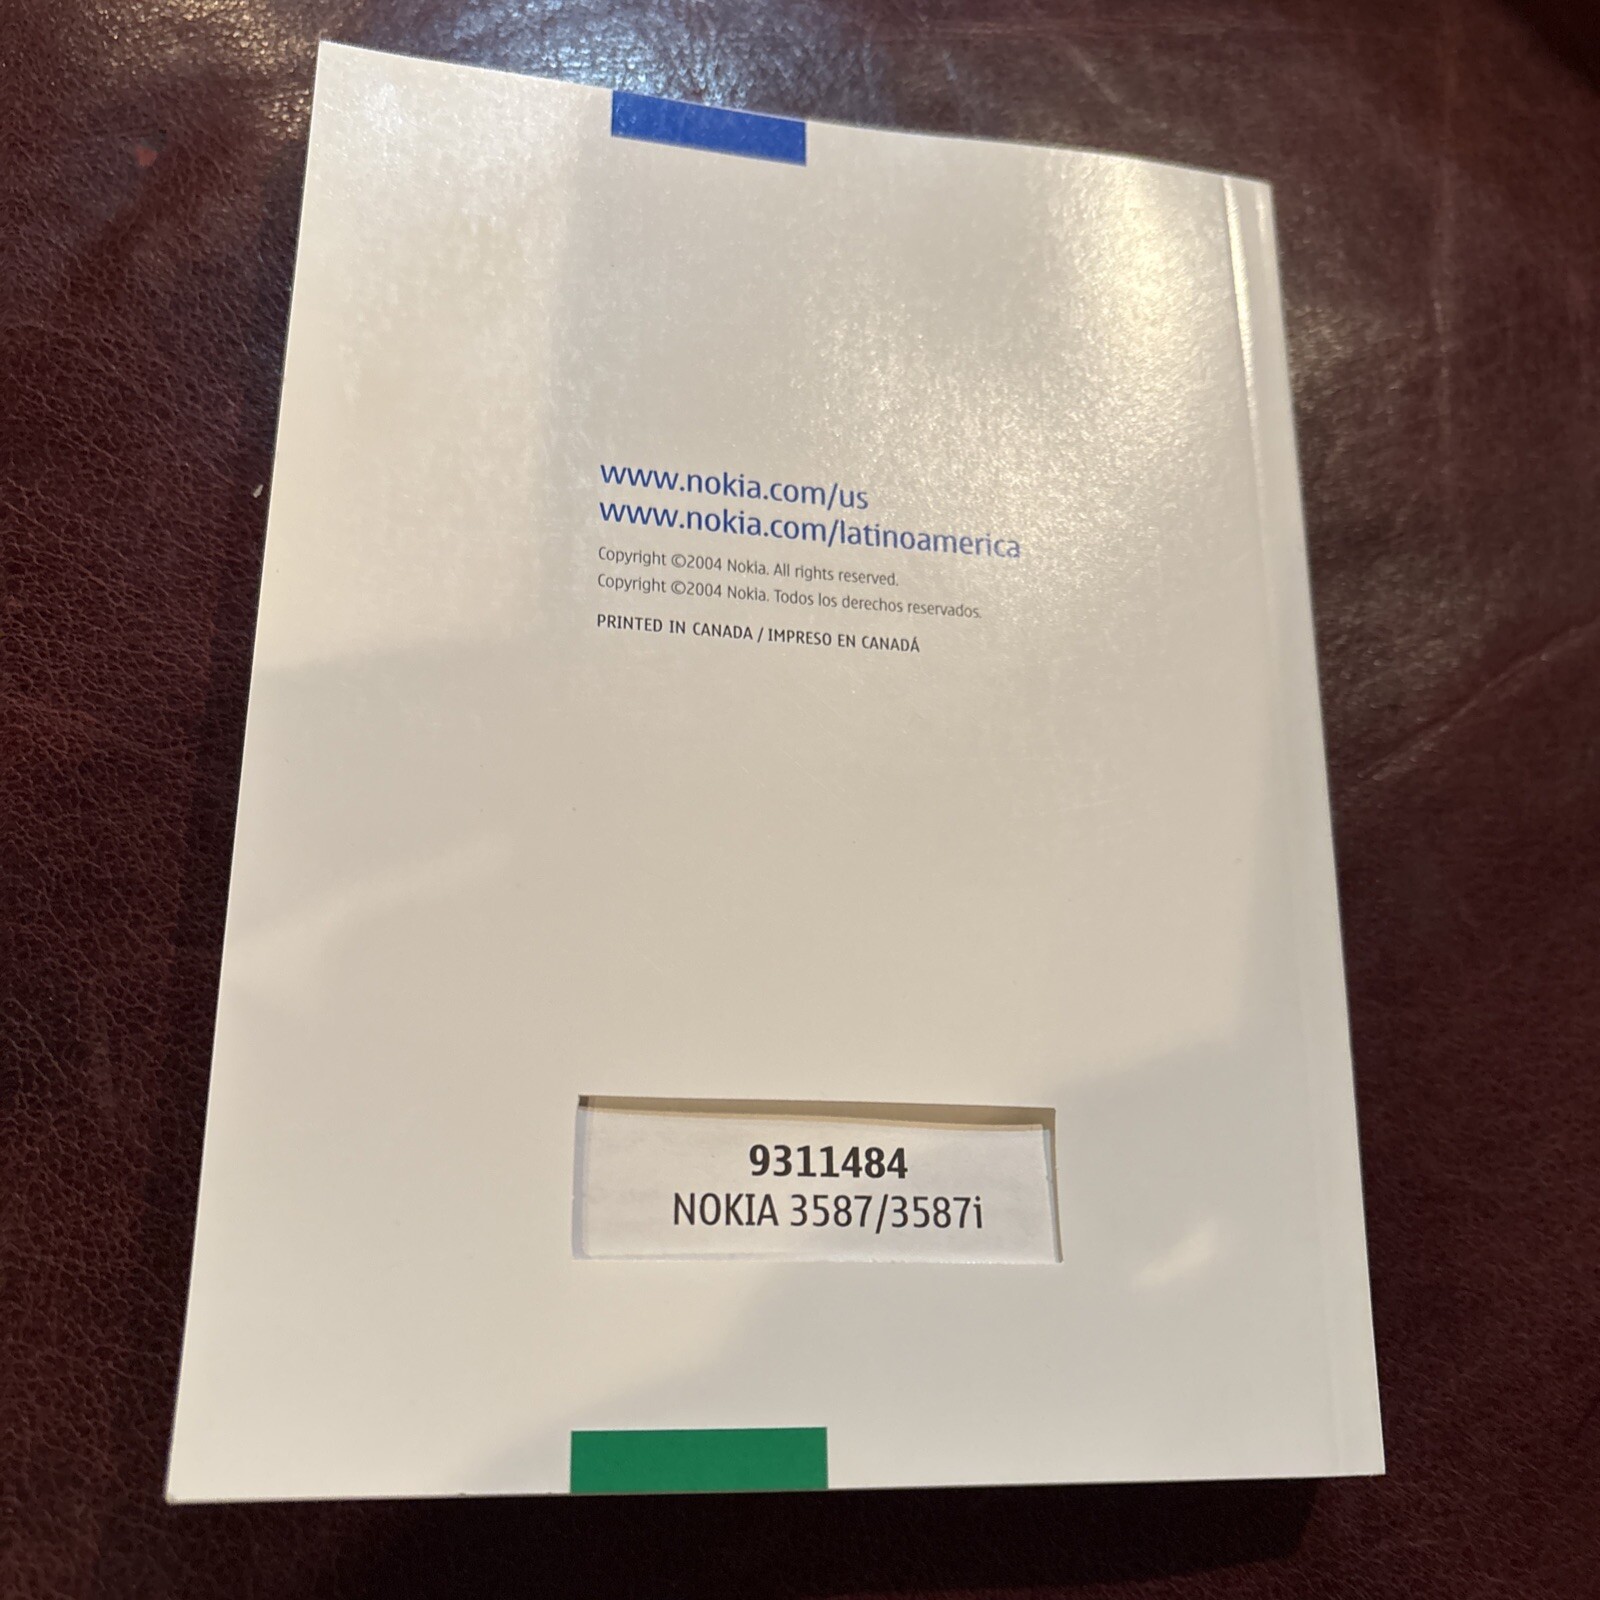 www.nokia.com/us
www.nokia.com/latinoamerica
Copyright ©2004 Nokia. All rights reserved.
Copyright ©2004 Nokia. Todos los derechos reservados.
PRINTED IN CANADA / IMPRESO EN CANADÁ
9311484
NOKIA 3587/3587i